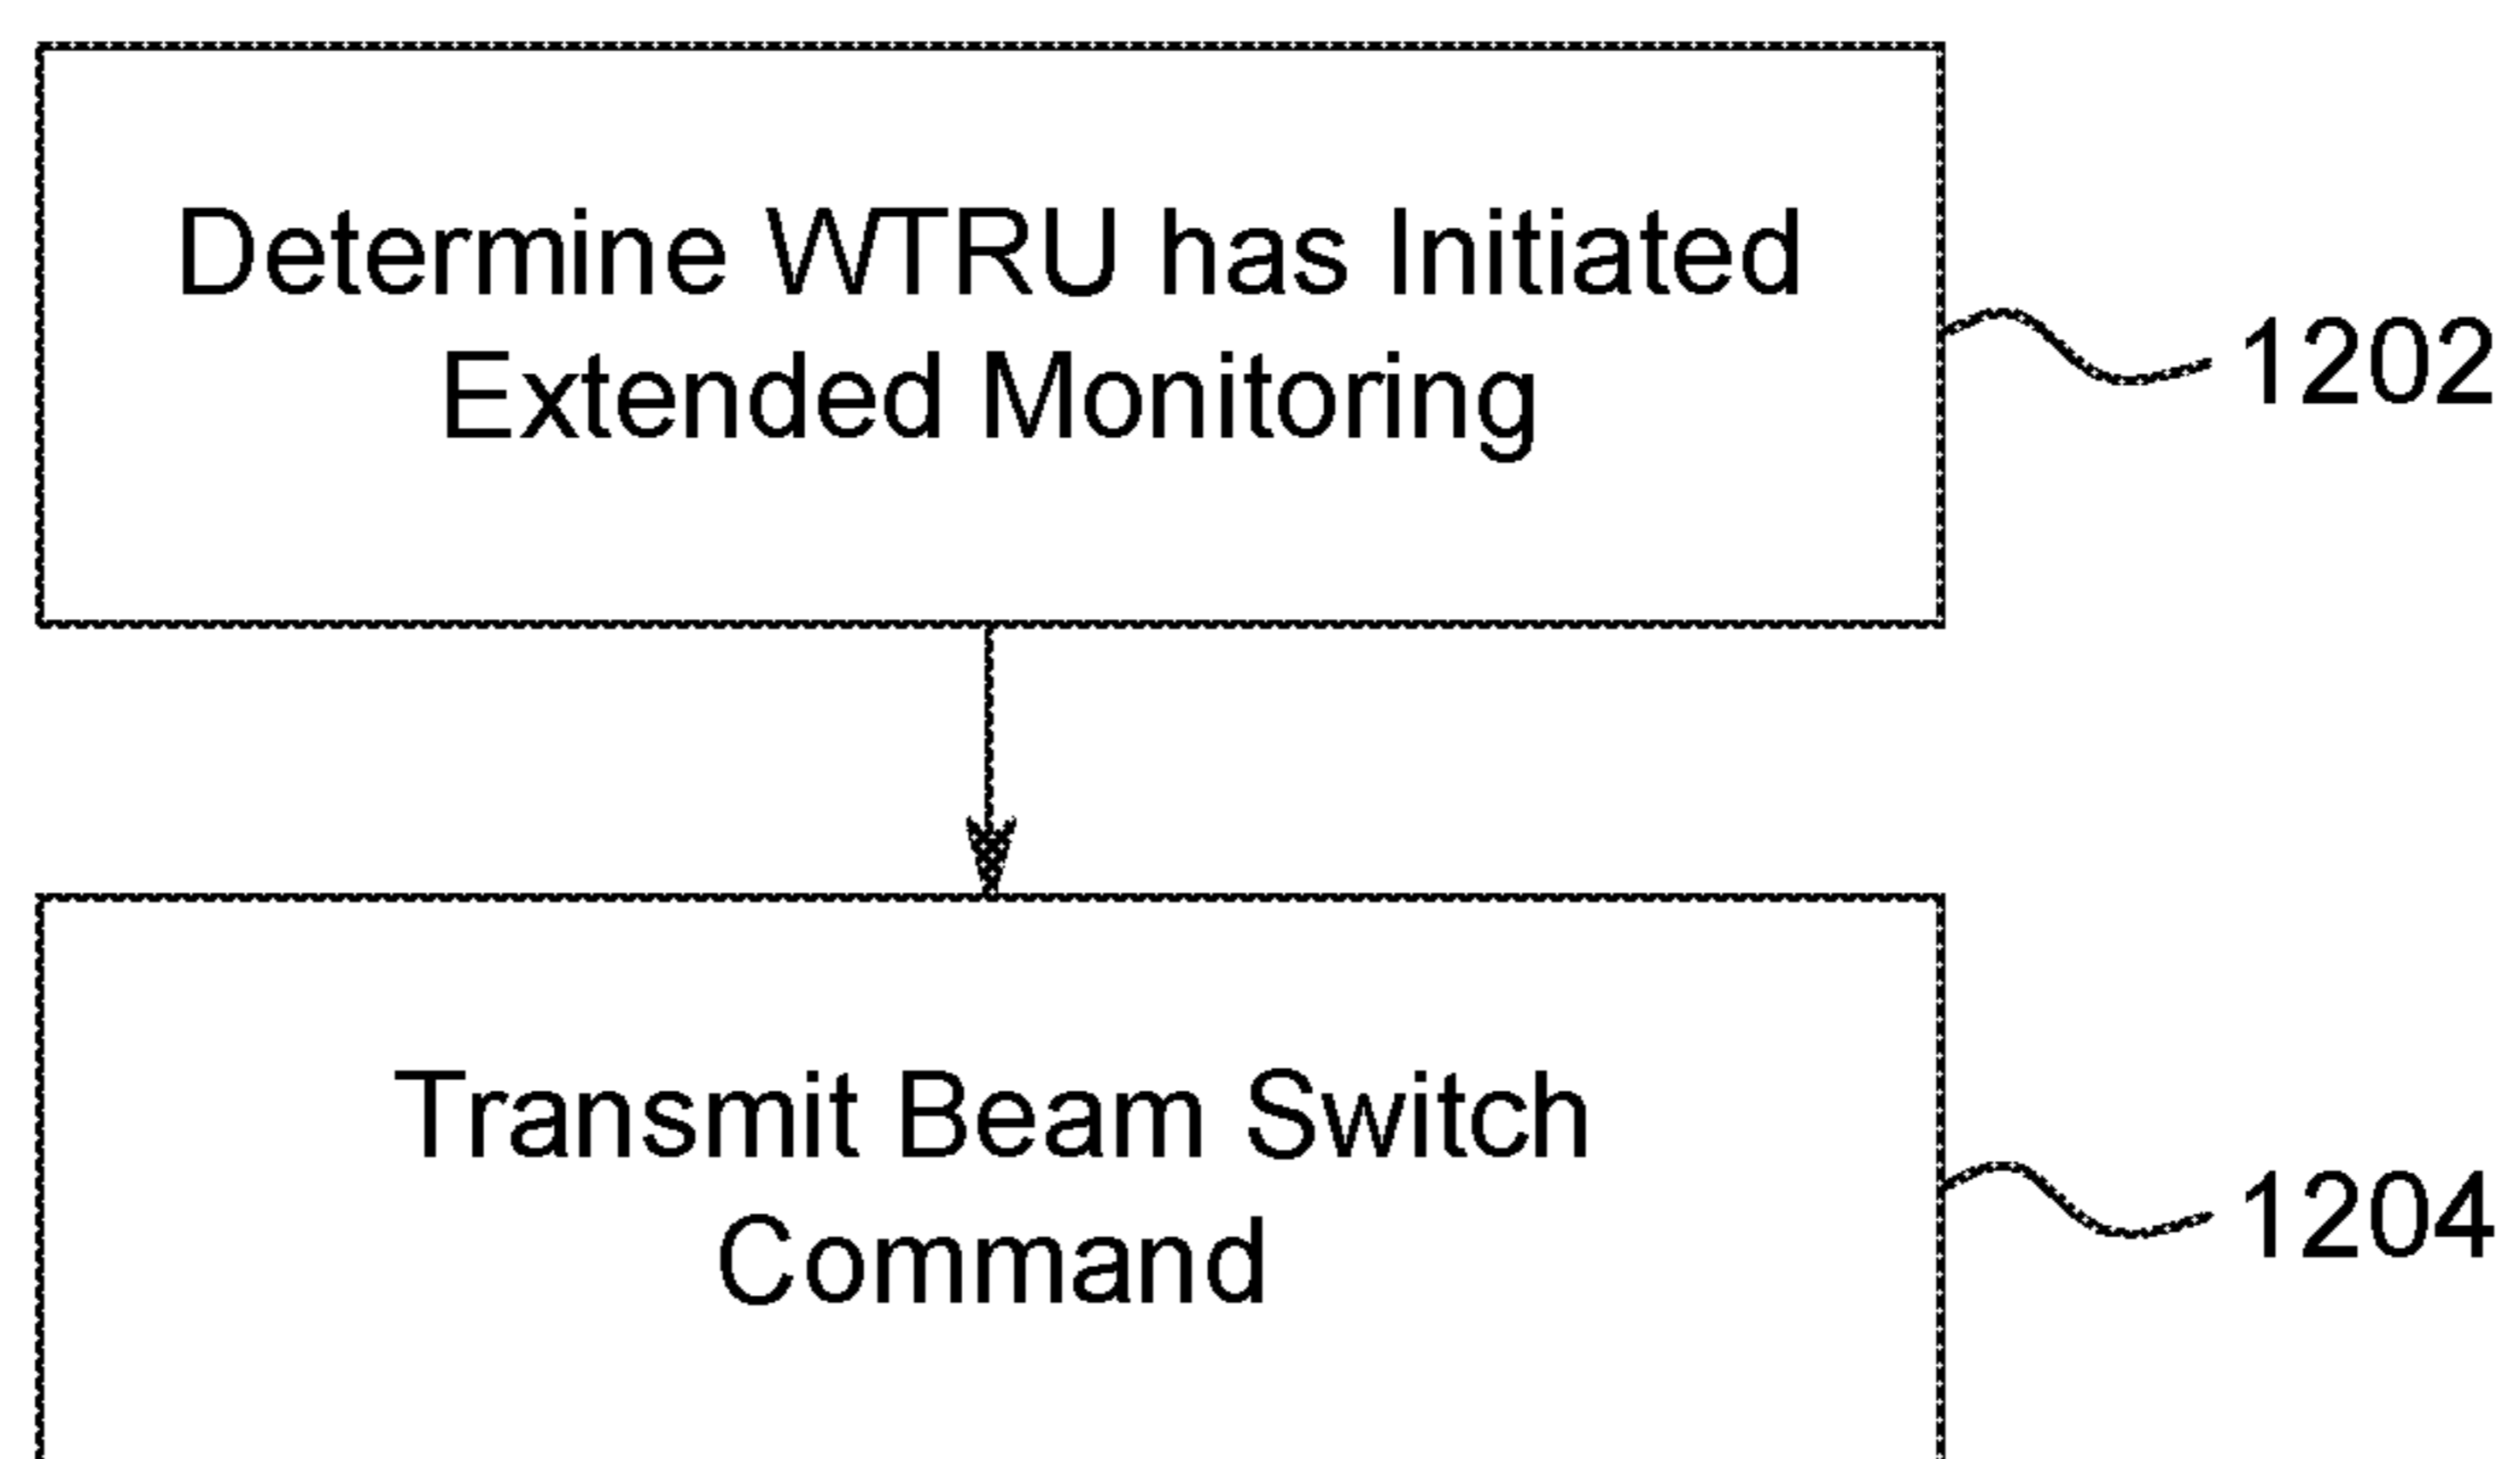 Determine WTRU has Initiated
Extended Monitoring
1202
Transmit Beam Switch
Command
1204